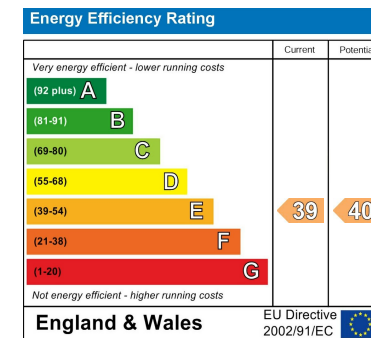 Energy Efficiency Rating
Current Potentia
Very energy efficient - lower running costs
(92 plus) A
(81-91) B
(69-80) C
(55-68) D
(39-54) E 39 40
(21-38) F
(1-20) G
Not energy efficient - higher running costs
England & Wales
EU Directive
2002/91/EC